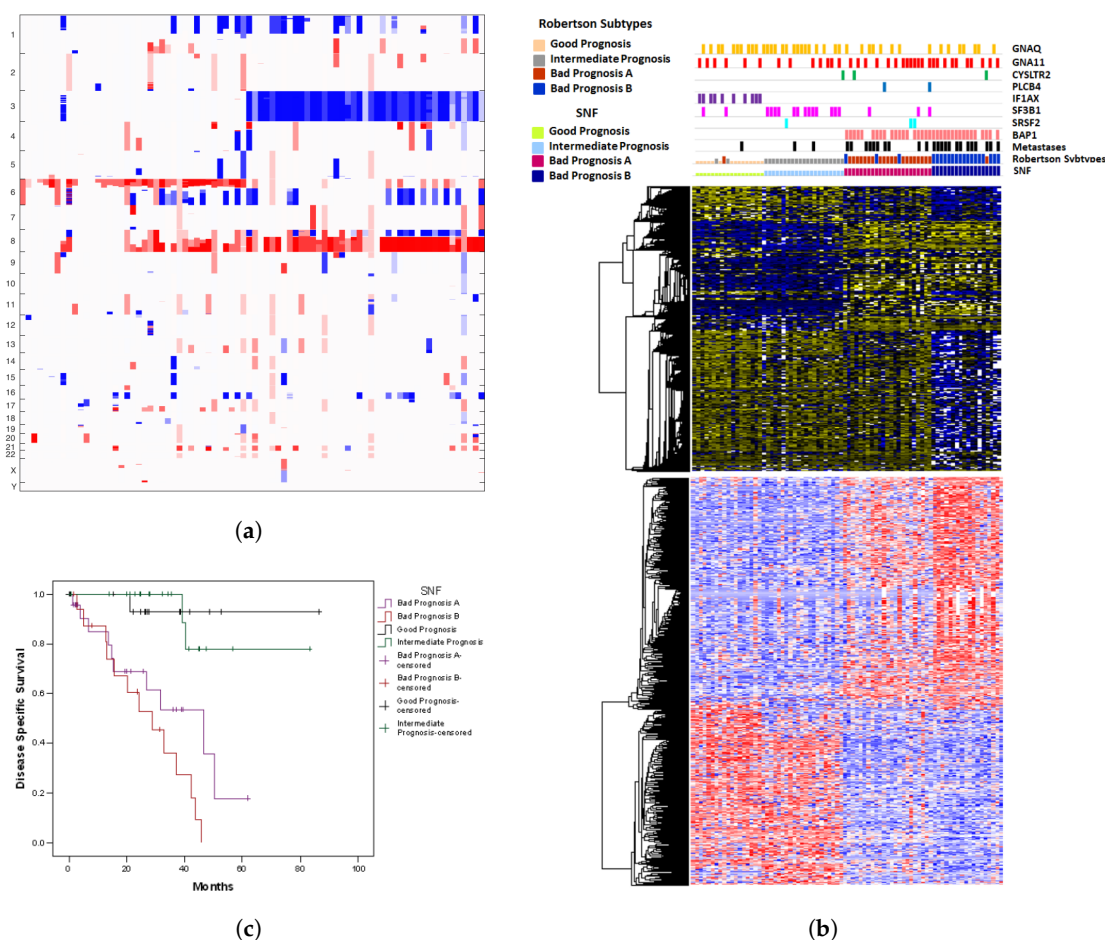 (a)
1
2
3
4
5
6
7
8
9
10
11
12
13
14
15
16
17
18
19
20
21
22
X
Y
Robertson Subtypes
Good Prognosis
Intermediate Prognosis
Bad Prognosis A
Bad Prognosis B
SNF
Good Prognosis
Intermediate Prognosis
Bad Prognosis A
Bad Prognosis B
GNAQ
GNA11
CYSLTR2
PLCB4
IF1AX
SF3B1
SRSF2
BAP1
Metastases
Robertson Subtypes
SNF
(b)
Disease Specific Survival
1.0
0.8
0.6
0.4
0.2
0.0
0
20
40
60
80
100
Months
SNF
Bad Prognosis A
Bad Prognosis B
Good Prognosis
Intermediate Prognosis
Bad Prognosis A-
censored
Bad Prognosis B-
censored
Good Prognosis-
censored
Intermediate
Prognosis-censored
(c)